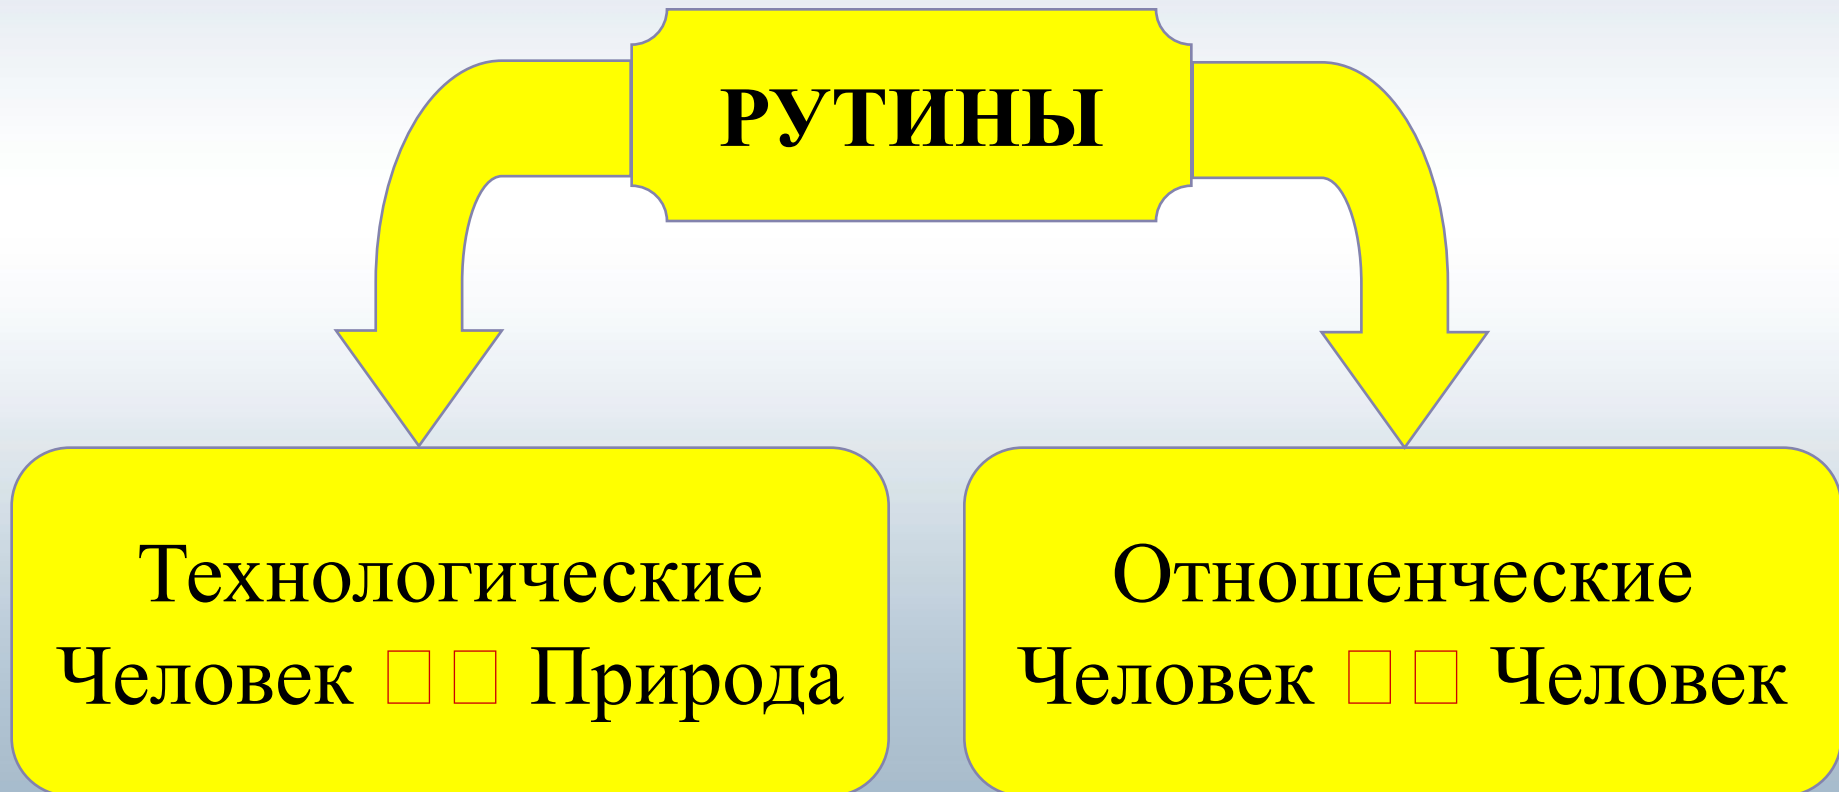 РУТИНЫ
Технологические
Человек □□ Природа
Отношенческие
Человек □□ Человек